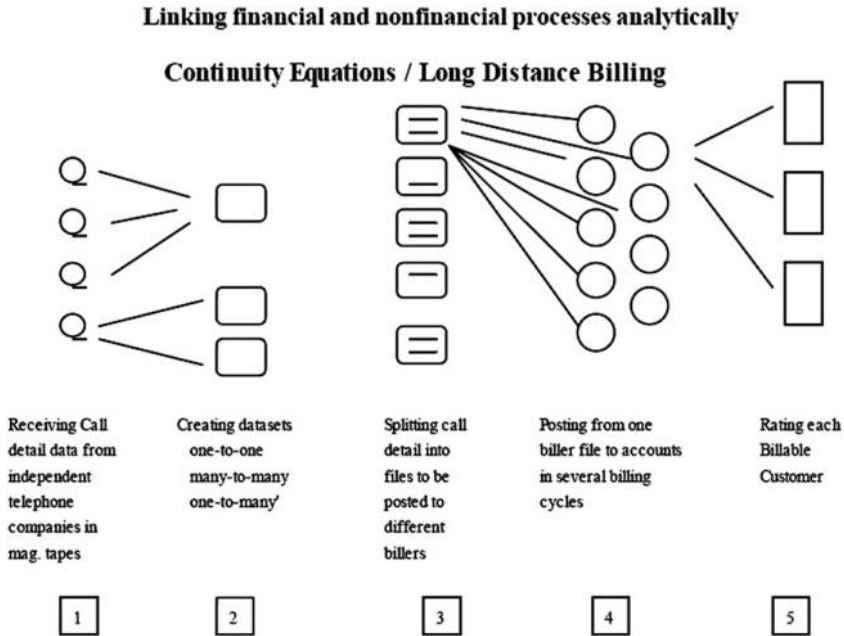 Linking financial and nonfinancial processes analytically
Continuity Equations / Long Distance Billing
Receiving Call
detail data from
independent
telephone
companies in
mag. tapes
Creating datasets
one-to-one
many-to-many
one-to-many'
Splitting call
detail into
files to be
posted to
different
billers
Posting from one
biller file to accounts
in several billing
cycles
Rating each
Billable
Customer
1
2
3
4
5